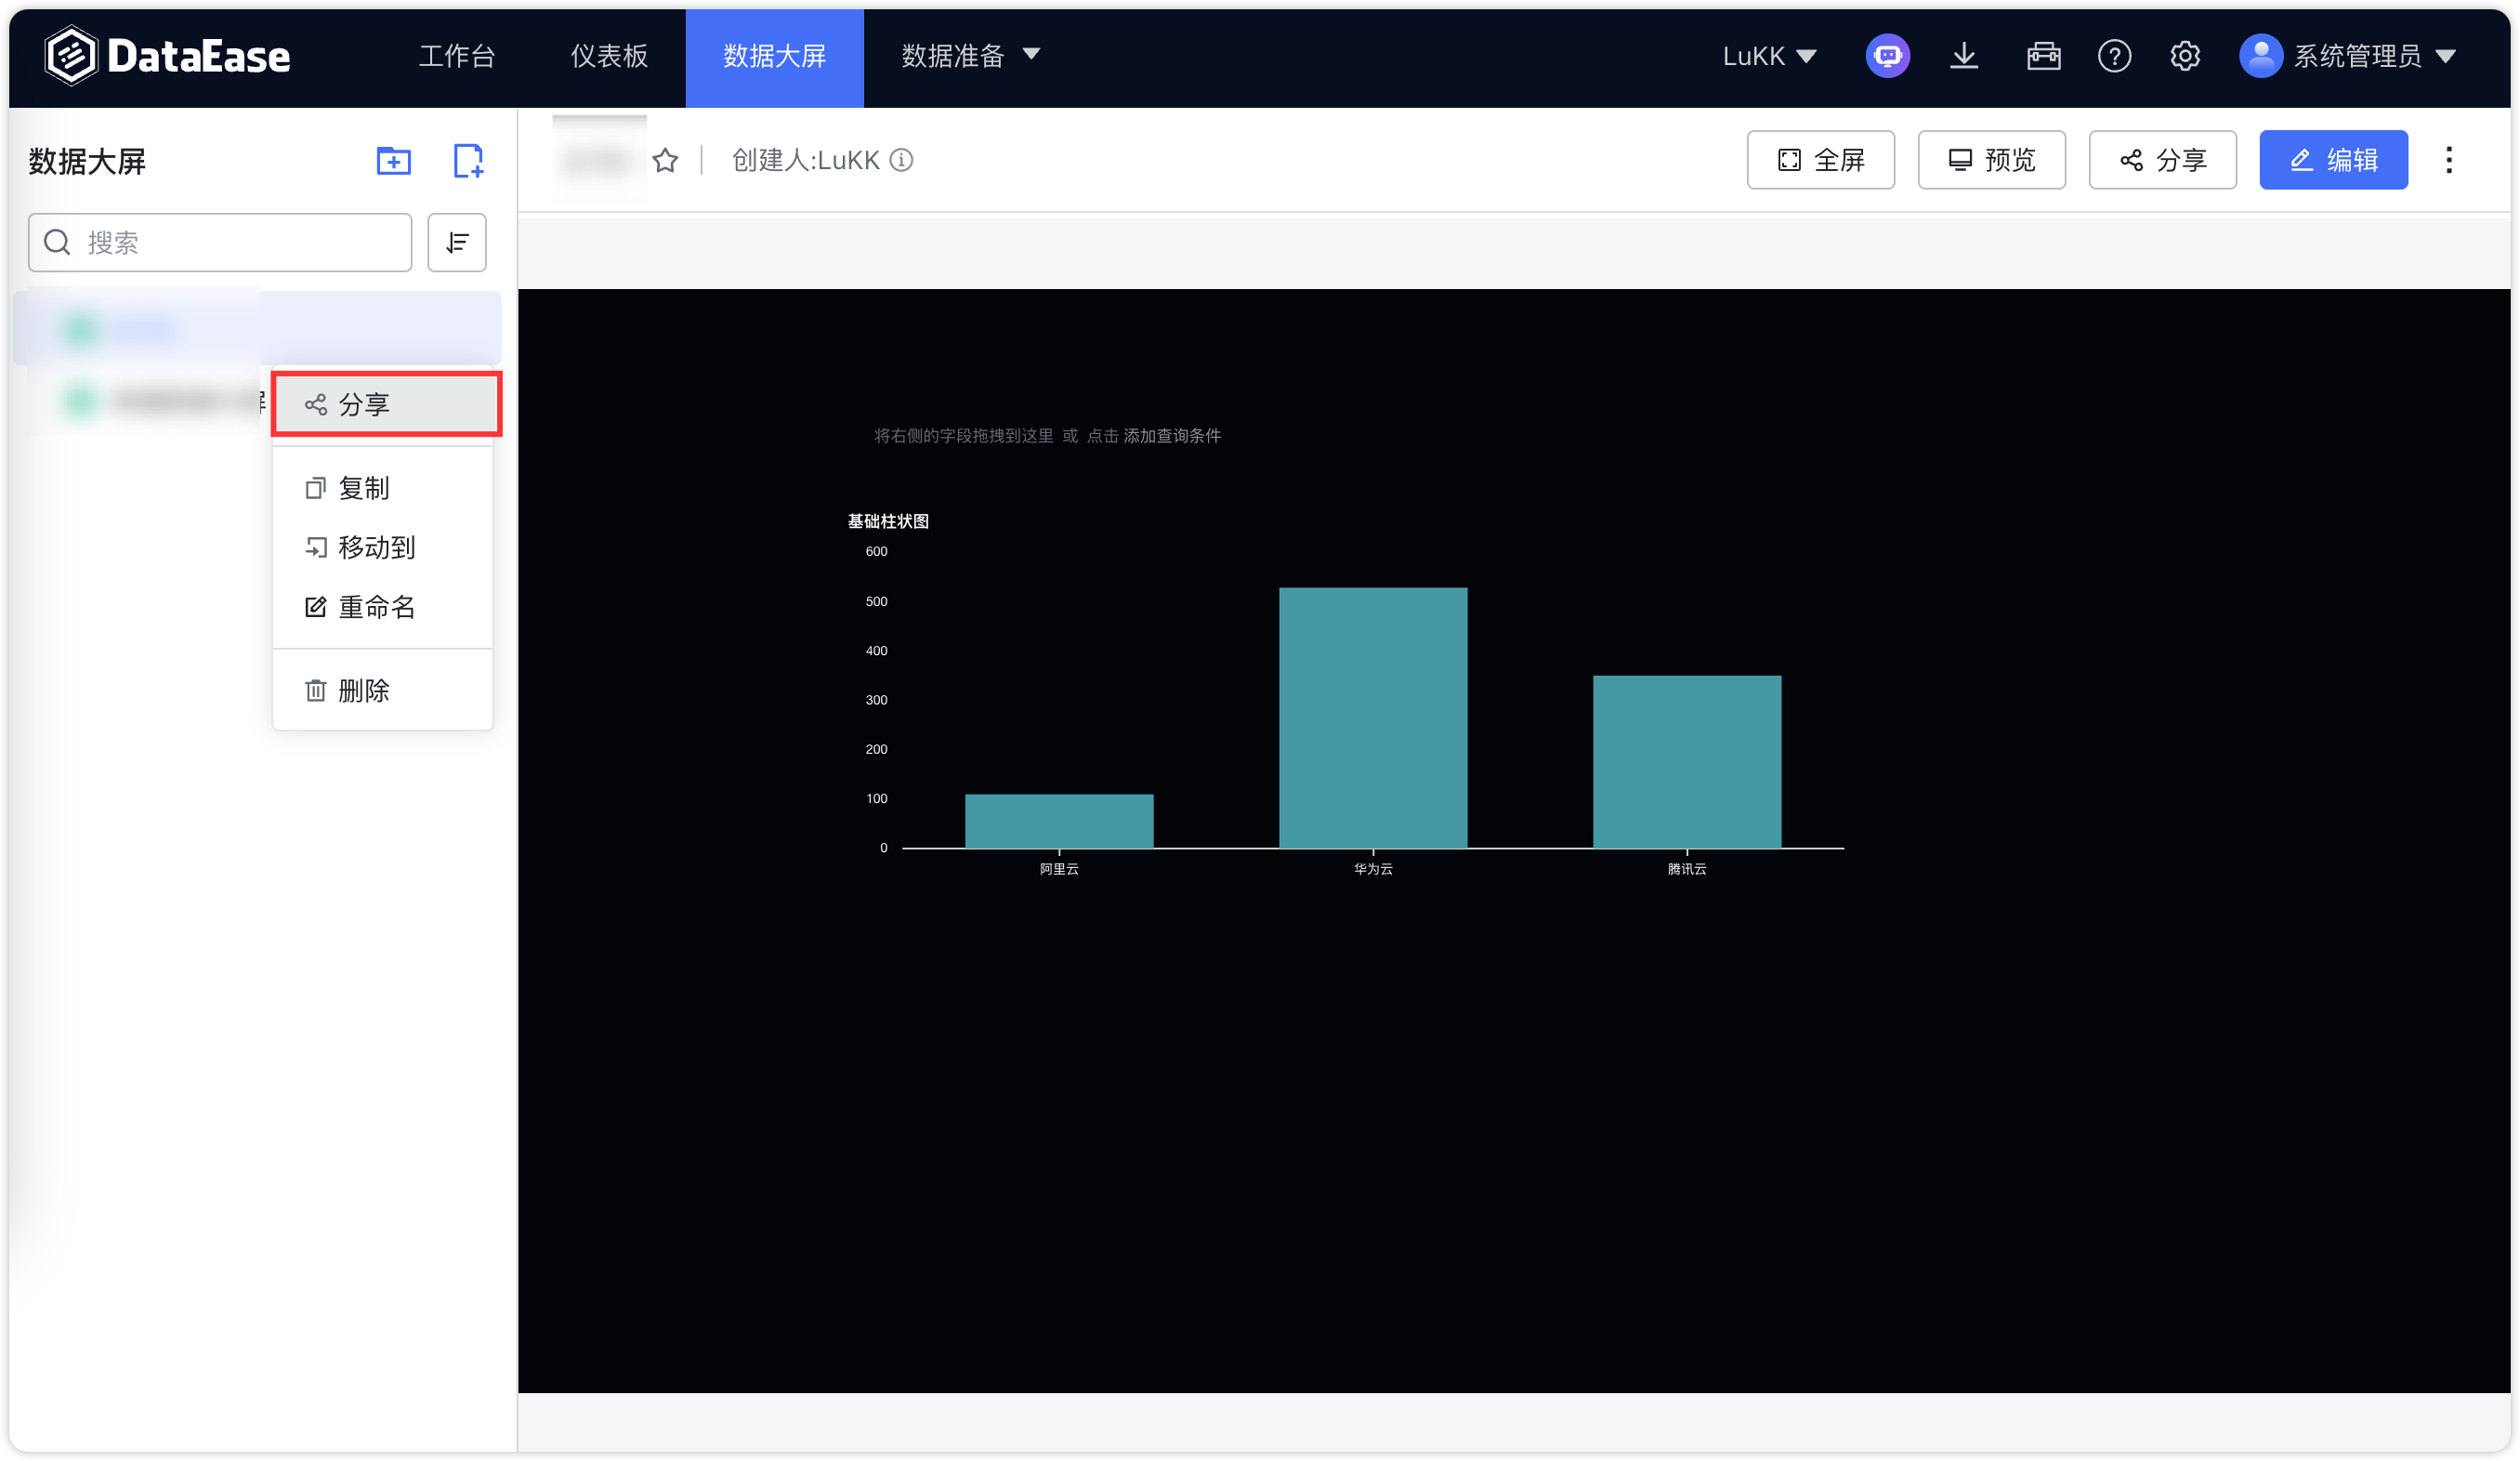 DataEase 工作台 仪表板 数据大屏 数据准备 LuKK 系统管理员
数据大屏
创建人:LuKK
全屏 预览 分享 编辑
搜索
分享
复制
移动到
重命名
删除
将右侧的字段拖拽到这里 或 点击 添加查询条件
基础柱状图
600
500
400
300
200
100
0
阿里云 华为云 腾讯云